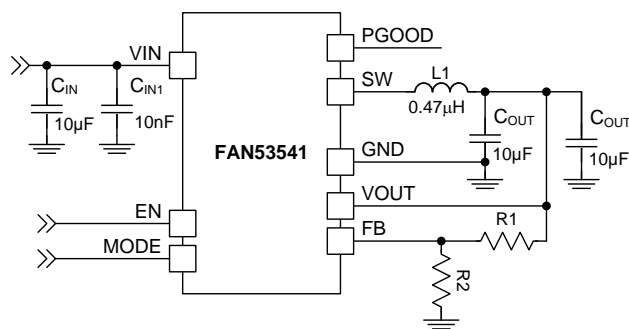 PGOOD
VIN
SW
L1
0.47µH
CIN
10µF
CIN1
10nF
FAN53541
COUT
10µF
COUT
10µF
GND
VOUT
EN
FB
R1
MODE
R2